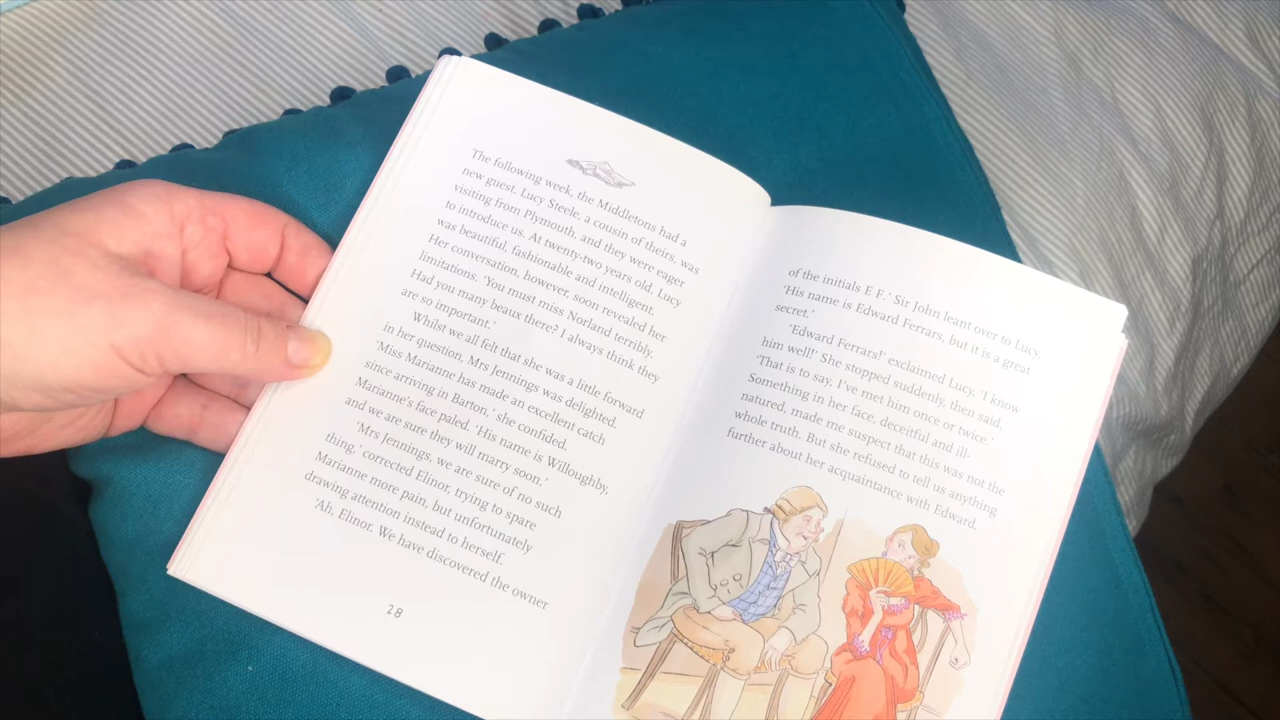 The following week, the Middletons had a
new guest. Lucy Steele, a cousin of theirs, was
visiting from Plymouth, and they were eager
to introduce us. At twenty-two years old, Lucy
was beautiful, fashionable and intelligent.
Her conversation, however, soon revealed her
limitations. ‘You must miss Norland terribly.
Had you many beaux there? I always think they
are so important.’
Whilst we all felt that she was a little forward
in her question, Mrs Jennings was delighted.
‘Miss Marianne has made an excellent catch
since arriving in Barton,’ she confided.
Marianne’s face paled. ‘His name is Willoughby,
and we are sure they will marry soon.’
‘Mrs Jennings, we are sure of no such
thing,’ corrected Elinor, trying to spare
Marianne more pain, but unfortunately
drawing attention instead to herself.
‘Ah, Elinor. We have discovered the owner
28
of the initials E F.’ Sir John leant over to Lucy.
‘His name is Edward Ferrars, but it is a great
secret.’
‘Edward Ferrars!’ exclaimed Lucy. ‘I know
him well!’ She stopped suddenly, then said,
‘That is to say, I’ve met him once or twice.’
Something in her face, deceitful and ill-
natured, made me suspect that this was not the
whole truth. But she refused to tell us anything
further about her acquaintance with Edward.